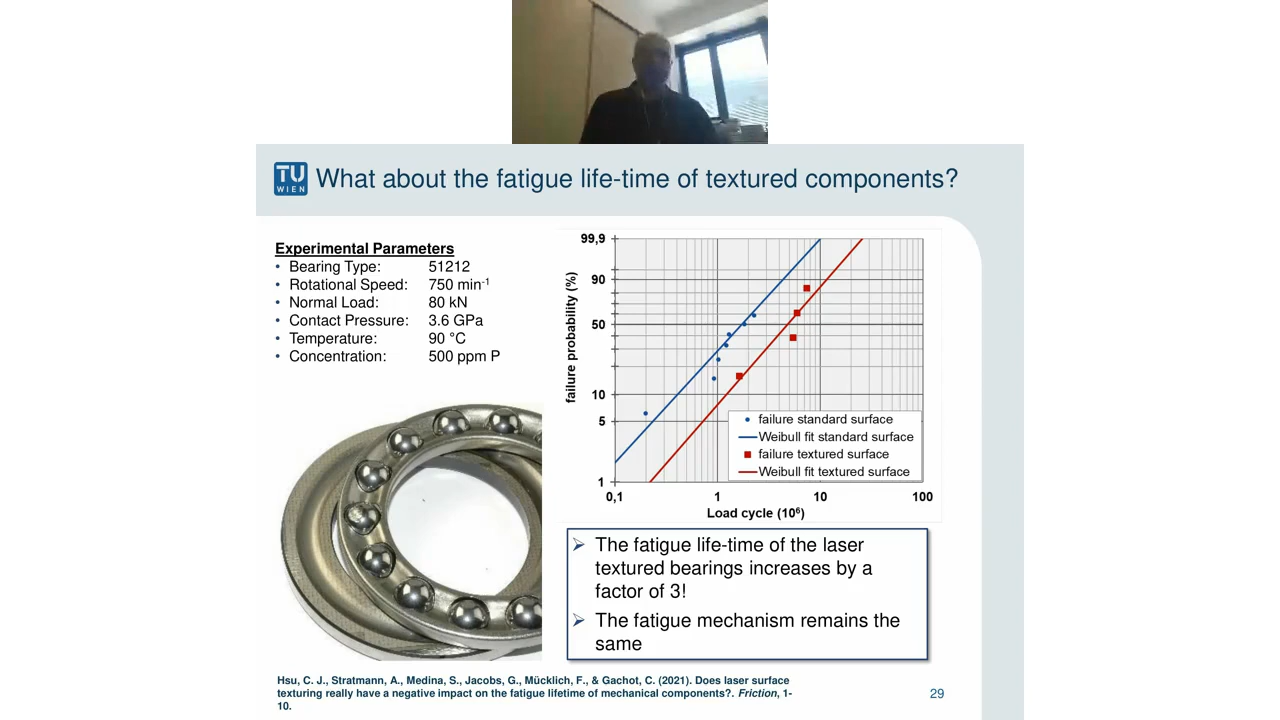 TU
WIEN
What about the fatigue life-time of textured components?
Experimental Parameters
• Bearing Type: 51212
• Rotational Speed: 750 min-1
• Normal Load: 80 kN
• Contact Pressure: 3.6 GPa
• Temperature: 90 °C
• Concentration: 500 ppm P
failure probability (%)
99,9
90
50
10
5
1
0,1 1 10 100
Load cycle (10⁶)
failure standard surface
Weibull fit standard surface
failure textured surface
Weibull fit textured surface
➢ The fatigue life-time of the laser
textured bearings increases by a
factor of 3!
➢ The fatigue mechanism remains the
same
Hsu, C. J., Stratmann, A., Medina, S., Jacobs, G., Mücklich, F., & Gachot, C. (2021). Does laser surface
texturing really have a negative impact on the fatigue lifetime of mechanical components?. Friction, 1-
10.
29